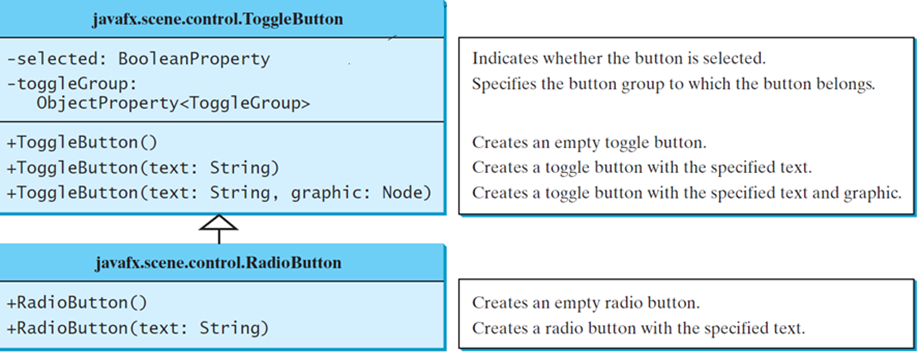 javafx.scene.control.ToggleButton
-selected: BooleanProperty
-toggleGroup:
ObjectProperty<ToggleGroup>
+ToggleButton()
+ToggleButton(text: String)
+ToggleButton(text: String, graphic: Node)
Indicates whether the button is selected.
Specifies the button group to which the button belongs.
Creates an empty toggle button.
Creates a toggle button with the specified text.
Creates a toggle button with the specified text and graphic.
javafx.scene.control.RadioButton
+RadioButton()
+RadioButton(text: String)
Creates an empty radio button.
Creates a radio button with the specified text.